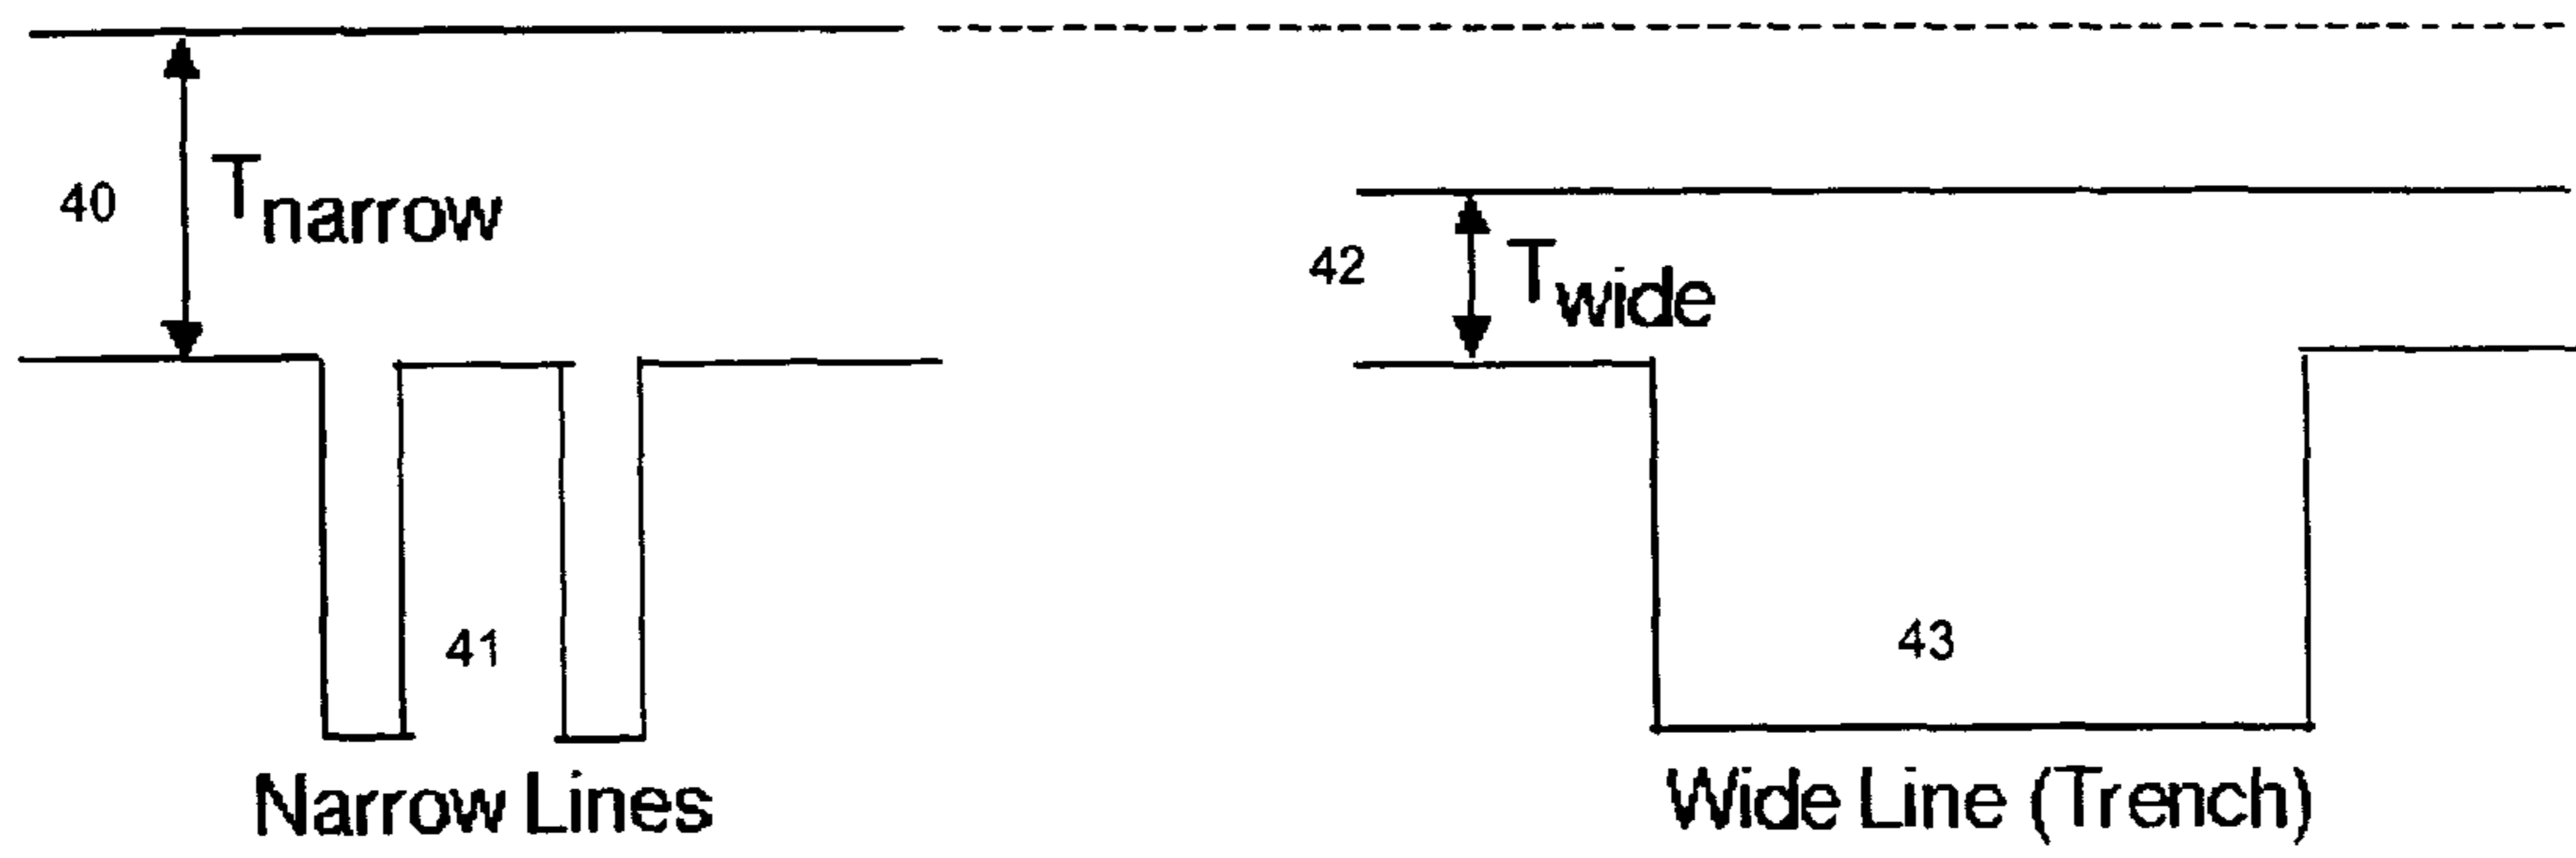 40
Tnarrow
42
Twide
41
43
Narrow Lines
Wide Line (Trench)